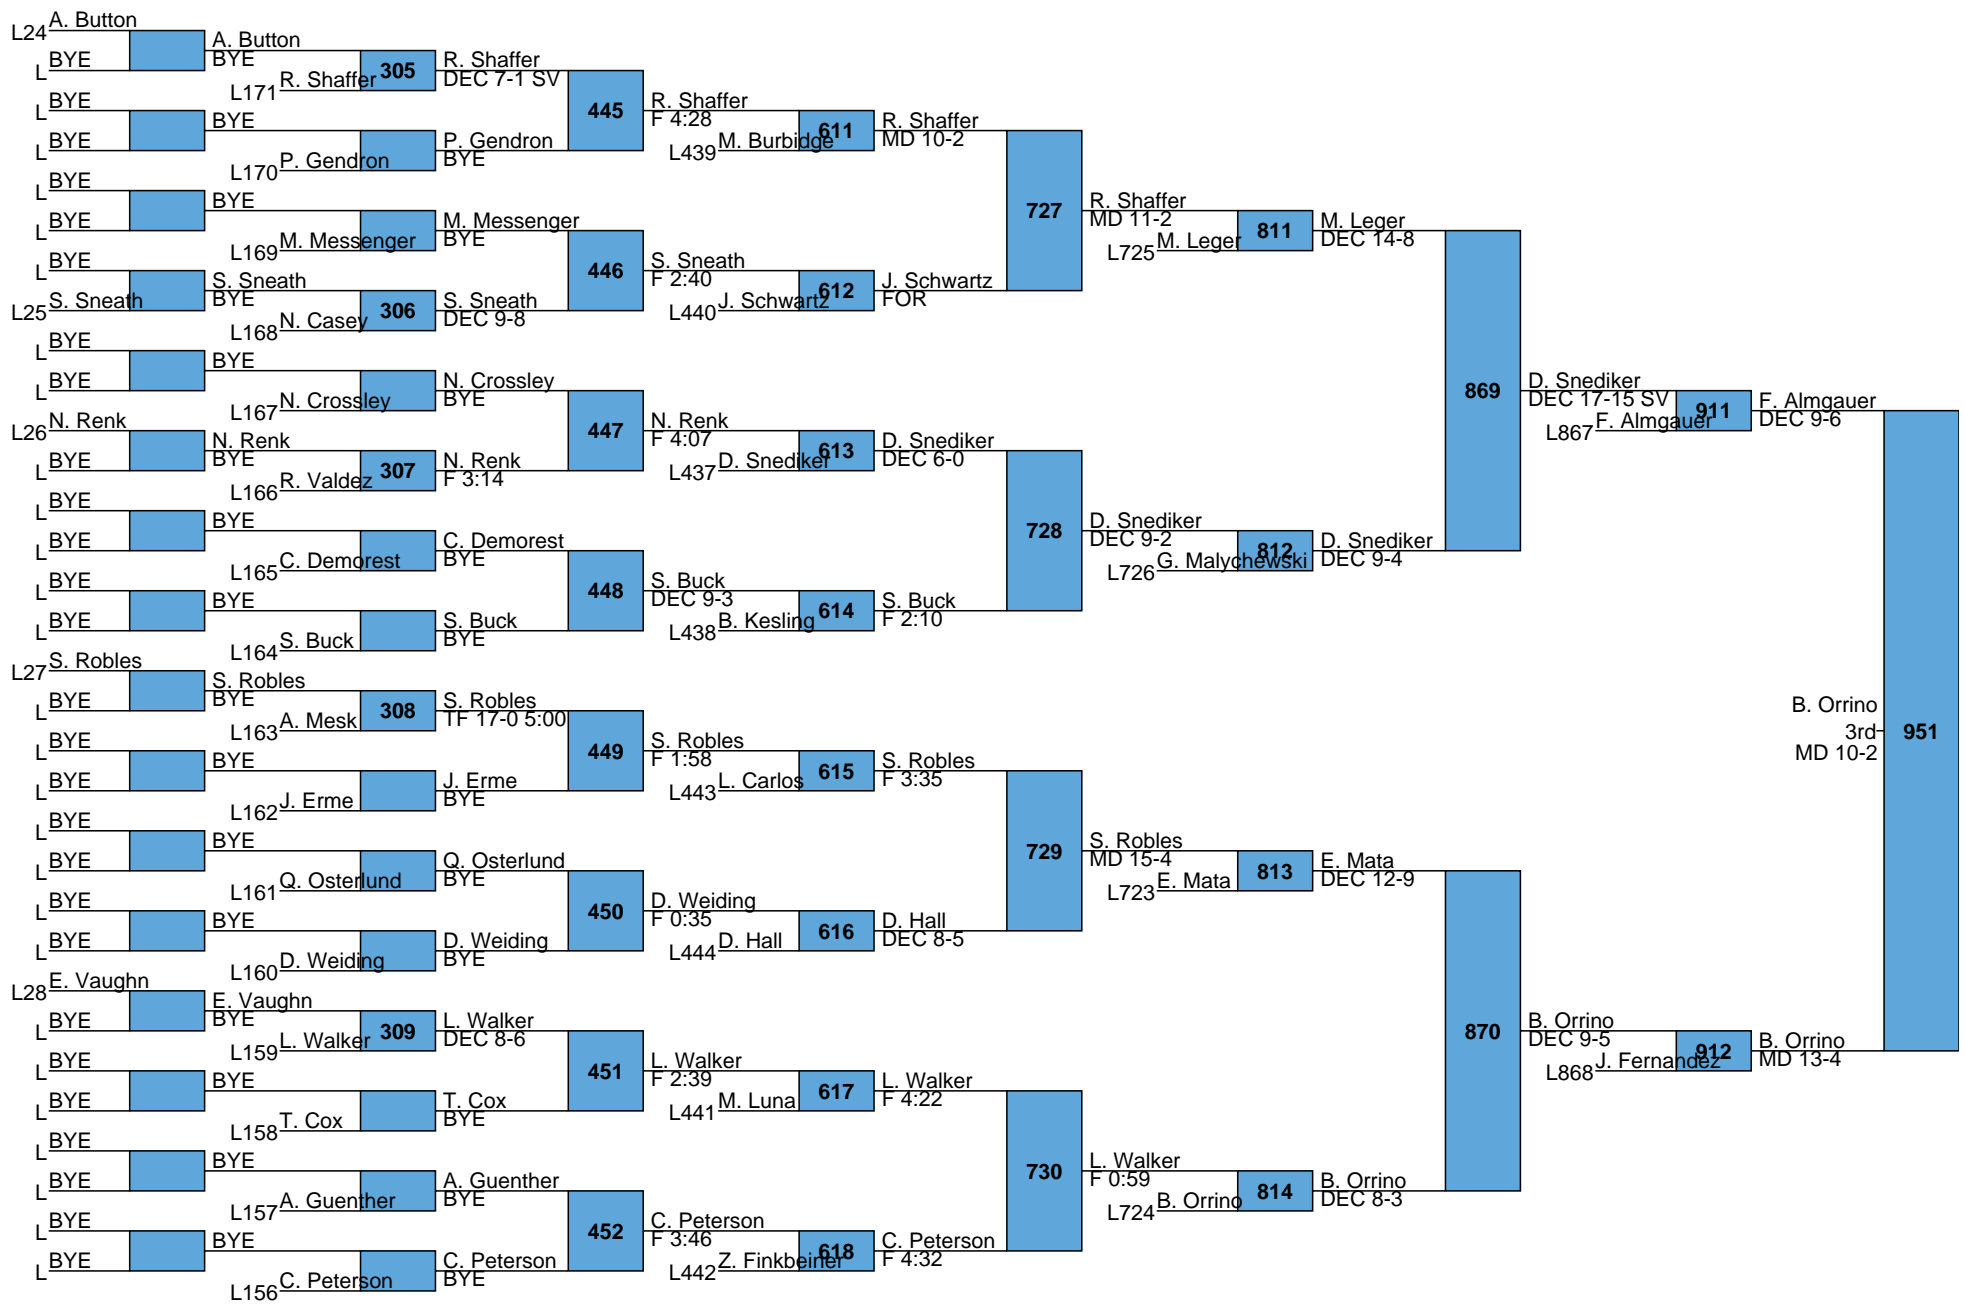 A. Button
L24
BYE
L
BYE
L
BYE
L
BYE
L
BYE
L
BYE
L
S. Sneath
L25
BYE
L
BYE
L
N. Renk
L26
BYE
L
BYE
L
BYE
L
BYE
L
BYE
L
S. Robles
L27
BYE
L
BYE
L
BYE
L
BYE
L
BYE
L
BYE
L
BYE
L
E. Vaughn
L28
BYE
L
BYE
L
BYE
L
BYE
L
BYE
L
BYE
L
BYE
L
A. Button
BYE
R. Shaffer
L171
305
BYE
P. Gendron
L170
BYE
M. Messenger
L169
S. Sneath
BYE
N. Casey
L168
306
BYE
N. Crossley
L167
N. Renk
BYE
R. Valdez
L166
307
BYE
C. Demorest
L165
BYE
S. Buck
L164
S. Robles
BYE
A. Mesk
L163
308
BYE
J. Erme
L162
BYE
Q. Osterlund
L161
BYE
D. Weiding
L160
E. Vaughn
BYE
L. Walker
L159
309
BYE
T. Cox
L158
BYE
A. Guenther
L157
BYE
C. Peterson
L156
R. Shaffer
DEC 7-1 SV
445
P. Gendron
BYE
M. Messenger
BYE
446
S. Sneath
DEC 9-8
N. Crossley
BYE
447
N. Renk
F 3:14
C. Demorest
BYE
448
S. Buck
BYE
S. Robles
TF 17-0 5:00
449
J. Erme
BYE
Q. Osterlund
BYE
450
D. Weiding
BYE
L. Walker
DEC 8-6
451
T. Cox
BYE
A. Guenther
BYE
452
C. Peterson
BYE
R. Shaffer
F 4:28
M. Burbidge
L439
611
S. Sneath
F 2:40
J. Schwartz
L440
612
N. Renk
F 4:07
D. Snediker
L437
613
S. Buck
DEC 9-3
B. Kesling
L438
614
S. Robles
F 1:58
L. Carlos
L443
615
D. Weiding
F 0:35
D. Hall
L444
616
L. Walker
F 2:39
M. Luna
L441
617
C. Peterson
F 3:46
Z. Finkbeiner
L442
618
R. Shaffer
MD 10-2
727
J. Schwartz
FOR
D. Snediker
DEC 6-0
728
S. Buck
F 2:10
S. Robles
F 3:35
729
D. Hall
DEC 8-5
L. Walker
F 4:22
730
C. Peterson
F 4:32
R. Shaffer
MD 11-2
M. Leger
L725
811
D. Snediker
DEC 9-2
G. Malychewski
L726
812
S. Robles
MD 15-4
E. Mata
L723
813
L. Walker
F 0:59
B. Orrino
L724
814
M. Leger
DEC 14-8
869
D. Snediker
DEC 9-4
E. Mata
DEC 12-9
870
B. Orrino
DEC 8-3
D. Snediker
DEC 17-15 SV
F. Almgauer
L867
911
B. Orrino
DEC 9-5
J. Fernandez
L868
912
F. Almgauer
DEC 9-6
951
B. Orrino
MD 13-4
B. Orrino
3rd
MD 10-2